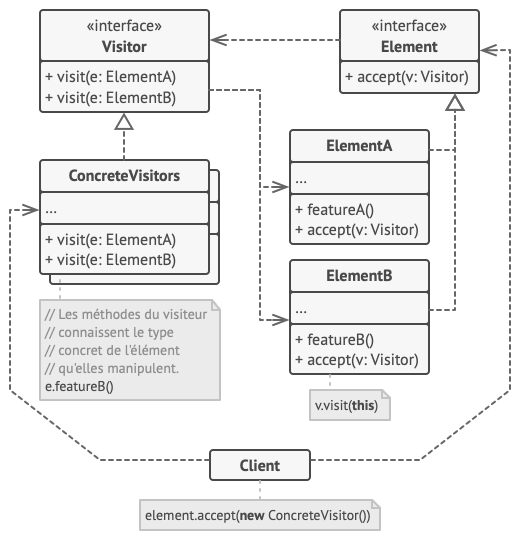 «interface»
Visitor
+ visit(e: ElementA)
+ visit(e: ElementB)
«interface»
Element
+ accept(v: Visitor)
ConcreteVisitors
...
+ visit(e: ElementA)
+ visit(e: ElementB)
// Les méthodes du visiteur
// connaissent le type
// concret de l'élément
// qu'elles manipulent.
e.featureB()
ElementA
...
+ featureA()
+ accept(v: Visitor)
ElementB
...
+ featureB()
+ accept(v: Visitor)
v.visit(this)
Client
element.accept(new ConcreteVisitor())